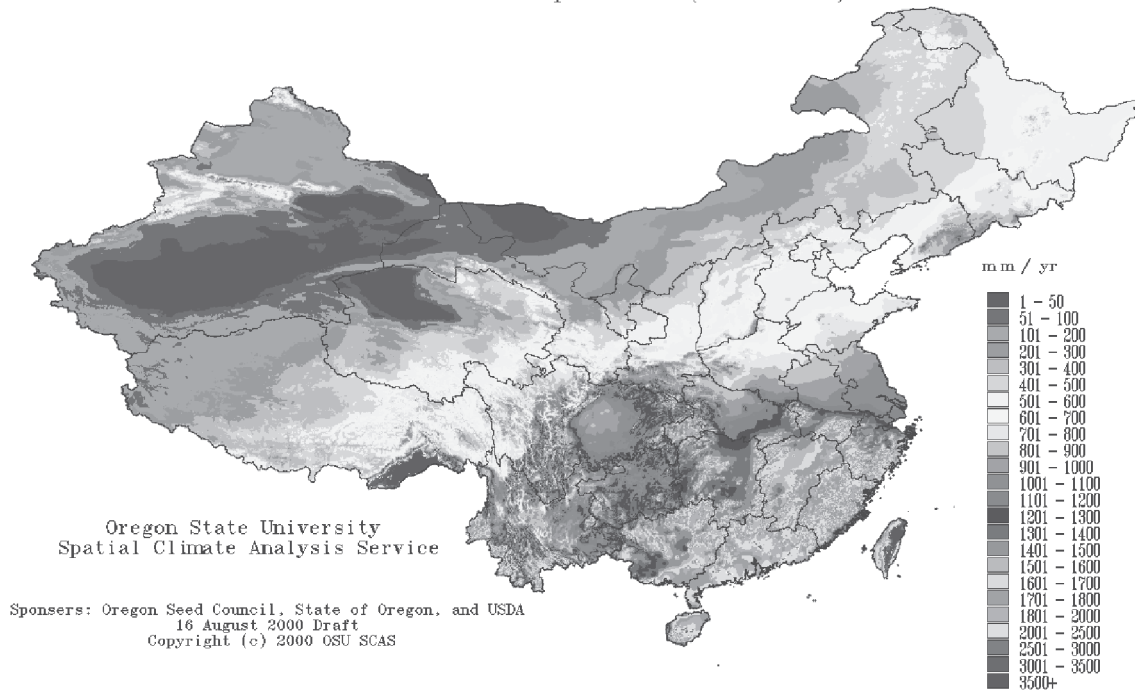 mm / yr
1 - 50
51 - 100
101 - 200
201 - 300
301 - 400
401 - 500
501 - 600
601 - 700
701 - 800
801 - 900
901 - 1000
1001 - 1100
1101 - 1200
1201 - 1300
1301 - 1400
1401 - 1500
1501 - 1600
1601 - 1700
1701 - 1800
1801 - 2000
2001 - 2500
2501 - 3000
3001 - 3500
3500+
Oregon State University
Spatial Climate Analysis Service
Sponsers: Oregon Seed Council, State of Oregon, and USDA
16 August 2000 Draft
Copyright (c) 2000 OSU SCAS